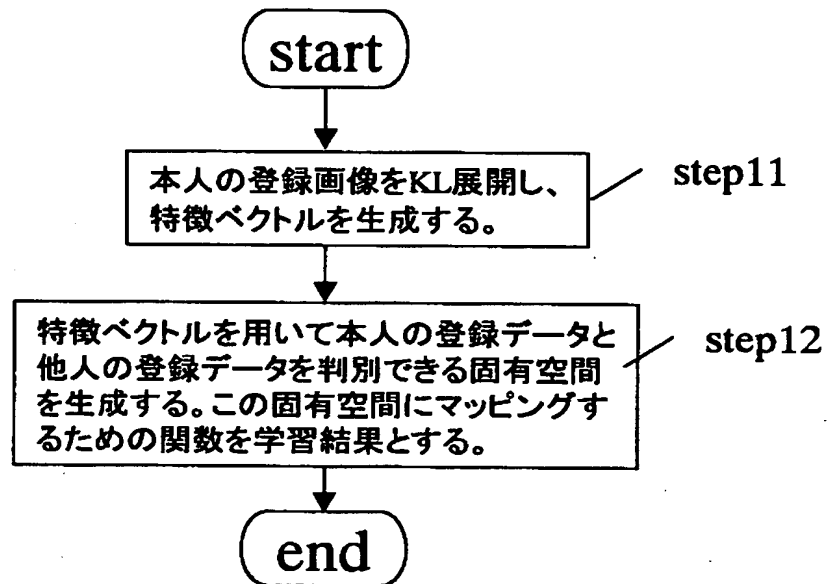 start
本人の登録画像をKL展開し、
特徴ベクトルを生成する。
step11
特徴ベクトルを用いて本人の登録データと
他人の登録データを判別できる固有空間
を生成する。この固有空間にマッピングす
るための関数を学習結果とする。
step12
end